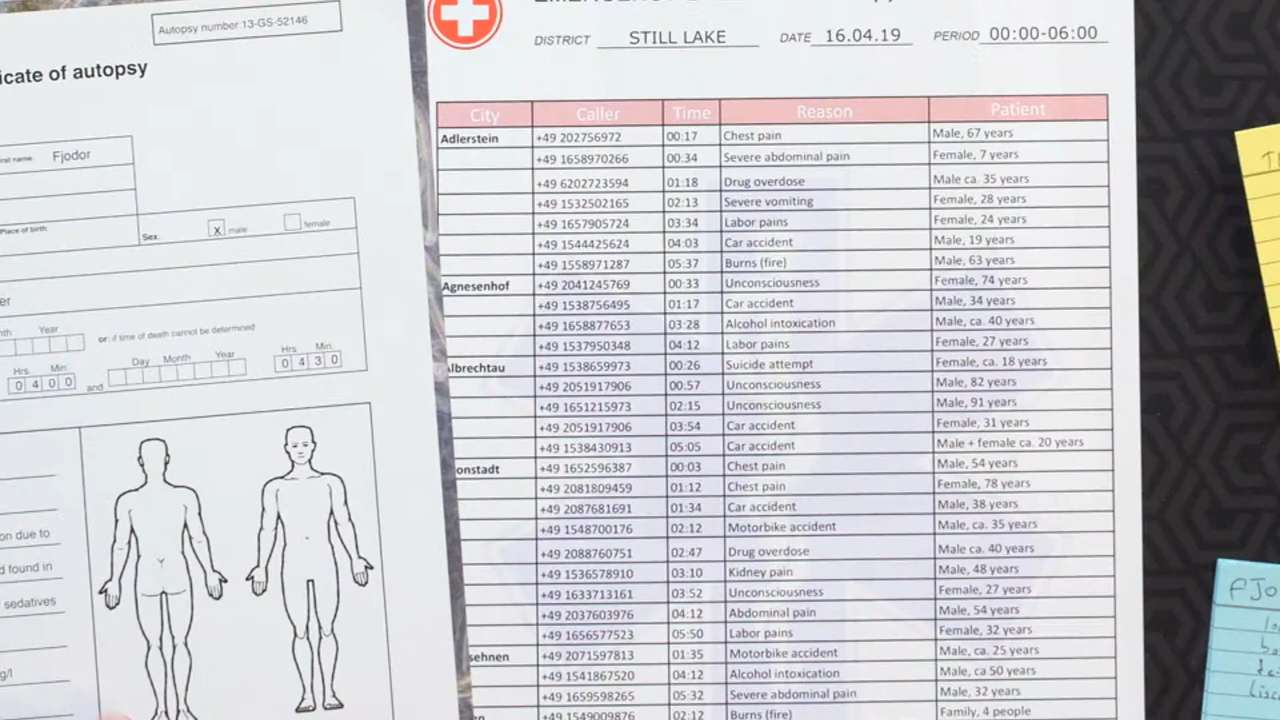 Autopsy number:13-GS-52146
icate of autopsy
Fjodor
Place of birth:
Sex.
X male
female
er
Year
or: if time of death cannot be determined
Day Month Year
Hrs. Min.
0 4 0 0
and
Hrs. Min.
0 4 3 0
on due to
d found in
sedatives
g/l
DISTRICT STILL LAKE DATE 16.04.19 PERIOD 00:00-06:00
City Caller Time Reason Patient
Adlerstein +49 202756972 00:17 Chest pain Male, 67 years
+49 1658970266 00:34 Severe abdominal pain Female, 7 years
+49 6202723594 01:18 Drug overdose Male ca. 35 years
+49 1532502165 02:13 Severe vomiting Female, 28 years
+49 1657905724 03:34 Labor pains Female, 24 years
+49 1544425624 04:03 Car accident Male, 19 years
+49 1558971287 05:37 Burns (fire) Male, 63 years
Agnesenhof +49 2041245769 00:33 Unconsciousness Female, 74 years
+49 1538756495 01:17 Car accident Male, 34 years
+49 1658877653 03:28 Alcohol intoxication Male, ca. 40 years
+49 1537950348 04:12 Labor pains Female, 27 years
lbrechtau +49 1538659973 00:26 Suicide attempt Female, ca. 18 years
+49 2051917906 00:57 Unconsciousness Male, 82 years
+49 1651215973 02:15 Unconsciousness Male, 91 years
+49 2051917906 03:54 Car accident Female, 31 years
+49 1538430913 05:05 Car accident Male + female ca. 20 years
onstadt +49 1652596387 00:03 Chest pain Male, 54 years
+49 2081809459 01:12 Chest pain Female, 78 years
+49 2087681691 01:34 Car accident Male, 38 years
+49 1548700176 02:12 Motorbike accident Male, ca. 35 years
+49 2088760751 02:47 Drug overdose Male ca. 40 years
+49 1536578910 03:10 Kidney pain Male, 48 years
+49 1633713161 03:52 Unconsciousness Female, 27 years
+49 2037603976 04:12 Abdominal pain Male, 54 years
+49 1656577523 05:50 Labor pains Female, 32 years
sehnen +49 2071597813 01:35 Motorbike accident Male, ca. 25 years
+49 1541867520 04:12 Alcohol intoxication Male, ca 50 years
+49 1659598265 05:32 Severe abdominal pain Male, 32 years
en +49 1549009876 02:12 Burns (fire) Family, 4 people
FJO